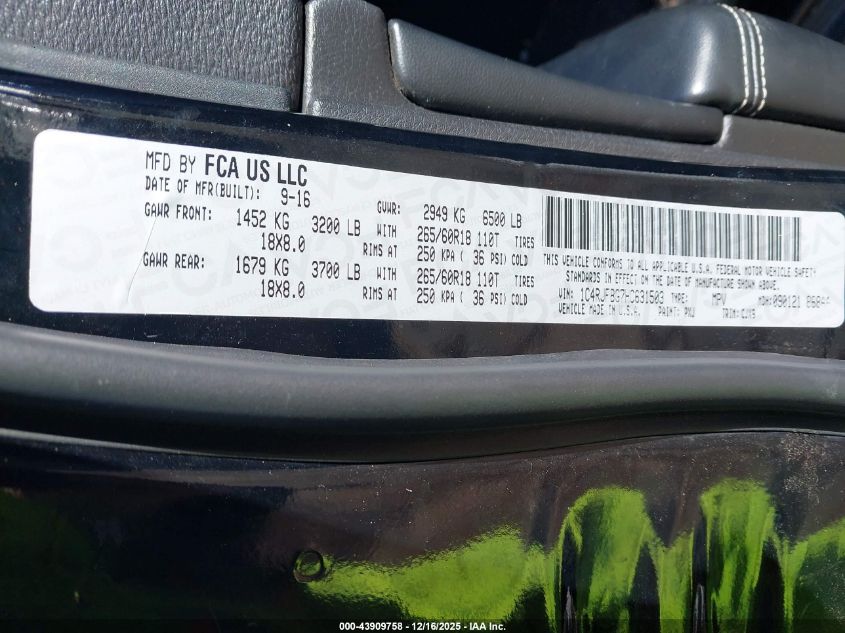 MFD BY FCA US LLC
DATE OF MFR(BUILT): 9-16
GVWR: 2949 KG 6500 LB
GAWR FRONT: 1452 KG 3200 LB WITH 265/60R18 110T TIRES
18X8.0 RIMS AT 250 KPA ( 36 PSI) COLD
GAWR REAR: 1679 KG 3700 LB WITH 265/60R18 110T TIRES
18X8.0 RIMS AT 250 KPA ( 36 PSI) COLD
THIS VEHICLE CONFORMS TO ALL APPLICABLE U.S.A. FEDERAL MOTOR VEHICLE SAFETY
STANDARDS IN EFFECT ON THE DATE OF MANUFACTURE SHOWN ABOVE.
VIN: 1C4RJFBG7HC631503 TYPE: MPV MDH:090121
VEHICLE MADE IN U.S.A. PAINT: PXJ TRIM:CJX9
000-43909758 - 12/16/2025 - IAA Inc.